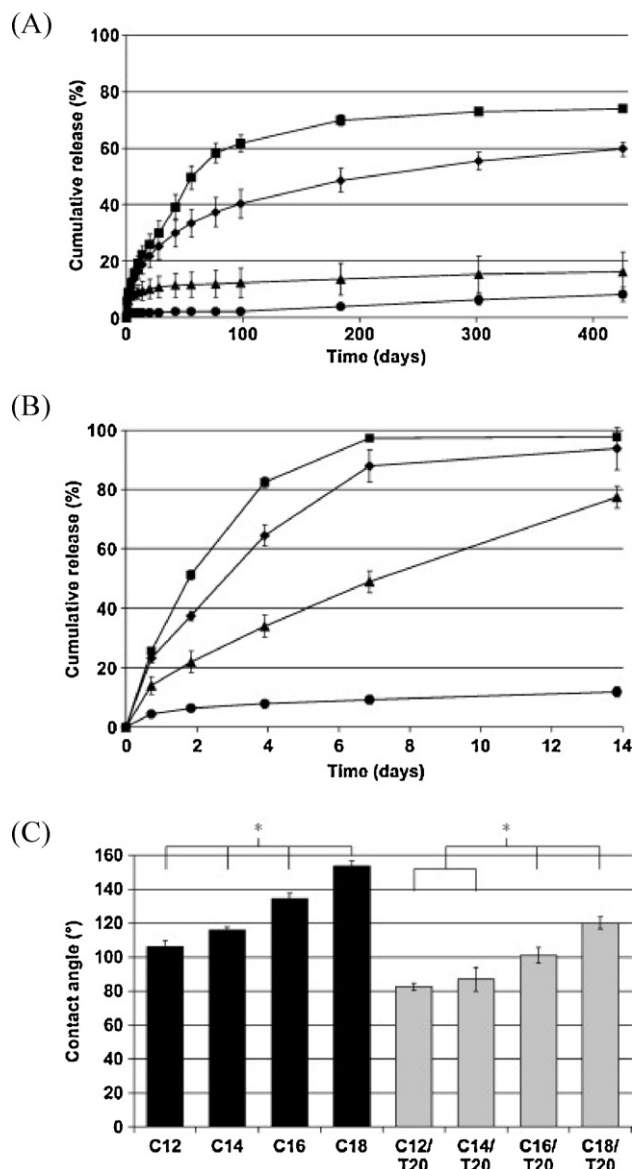 (A)
100
80
60
40
20
0
Cumulative release (%)
0 100 200 300 400
Time (days)
(B)
100
80
60
40
20
0
Cumulative release (%)
0 2 4 6 8 10 12 14
Time (days)
(C)
* *
160
140
120
100
80
60
40
20
0
Contact angle (°)
C12 C14 C16 C18 C12/ C14/ C16/ C18/
T20 T20 T20 T20